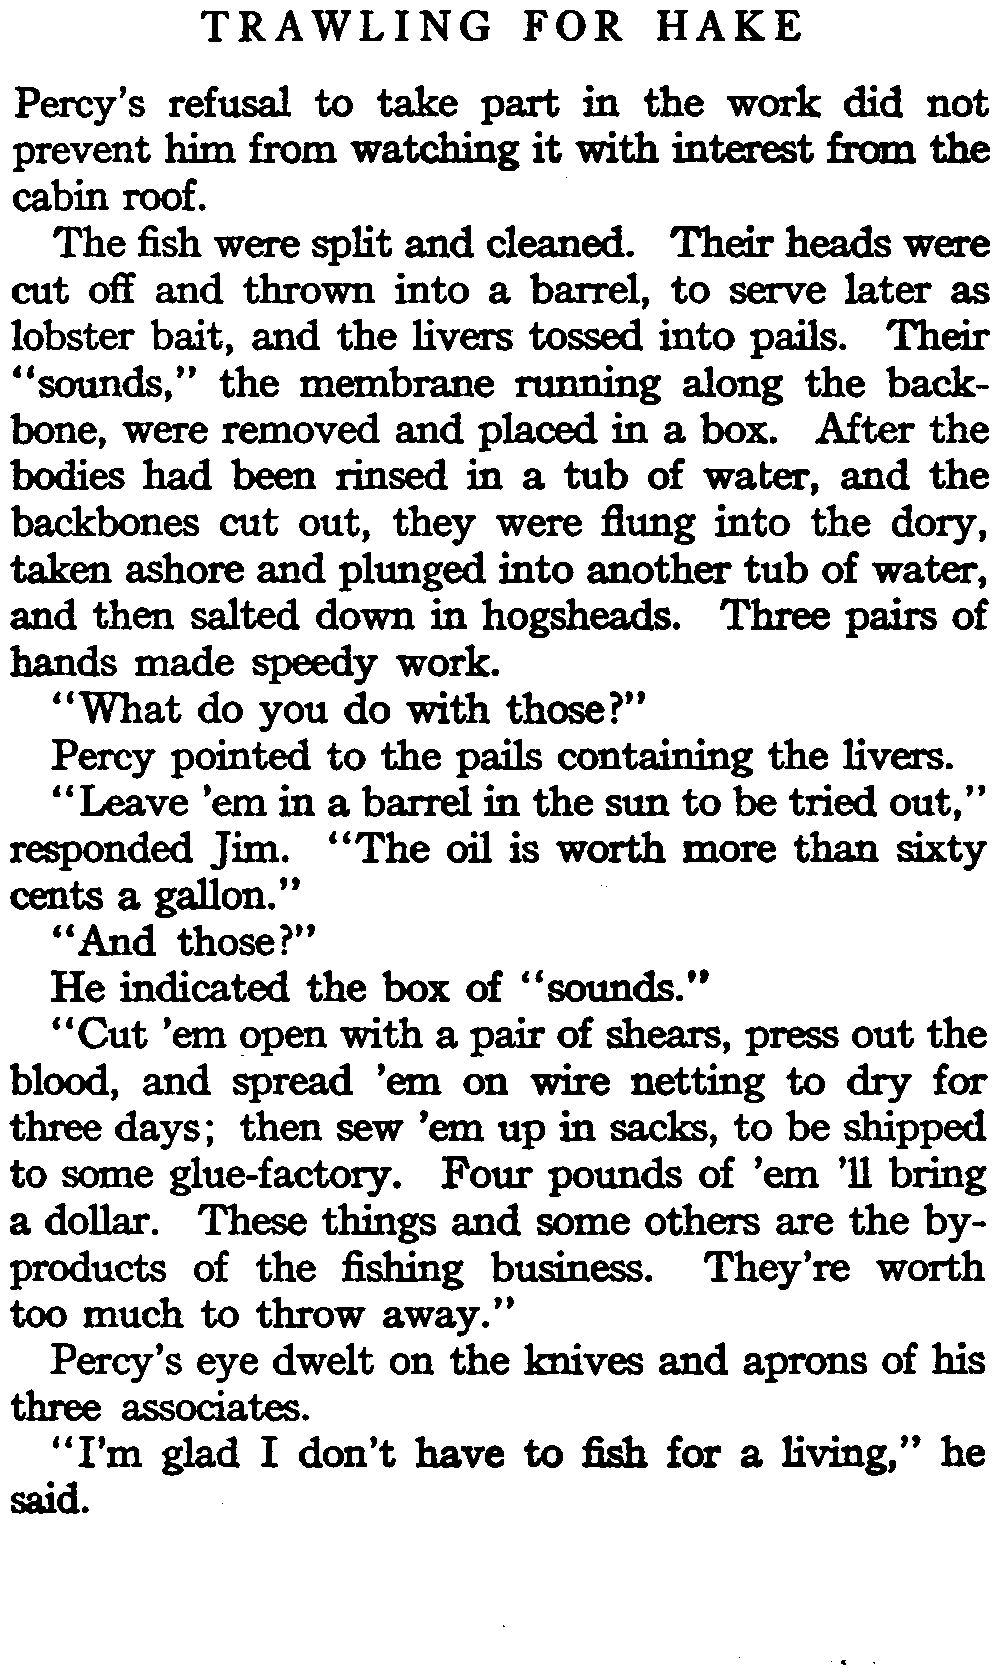 TRAWLING FOR HAKE
Percy's refusal to take part in the work did not
prevent him from watching it with interest from the
cabin roof.
The fish were split and cleaned. Their heads were
cut off and thrown into a barrel, to serve later as
lobster bait, and the livers tossed into pails. Their
"sounds," the membrane running along the back-
bone, were removed and placed in a box. After the
bodies had been rinsed in a tub of water, and the
backbones cut out, they were flung into the dory,
taken ashore and plunged into another tub of water,
and then salted down in hogsheads. Three pairs of
hands made speedy work.
"What do you do with those?"
Percy pointed to the pails containing the livers.
"Leave 'em in a barrel in the sun to be tried out,"
responded Jim. "The oil is worth more than sixty
cents a gallon."
"And those?"
He indicated the box of "sounds."
"Cut 'em open with a pair of shears, press out the
blood, and spread 'em on wire netting to dry for
three days; then sew 'em up in sacks, to be shipped
to some glue-factory. Four pounds of 'em 'll bring
a dollar. These things and some others are the by-
products of the fishing business. They're worth
too much to throw away."
Percy's eye dwelt on the knives and aprons of his
three associates.
"I'm glad I don't have to fish for a living," he
said.